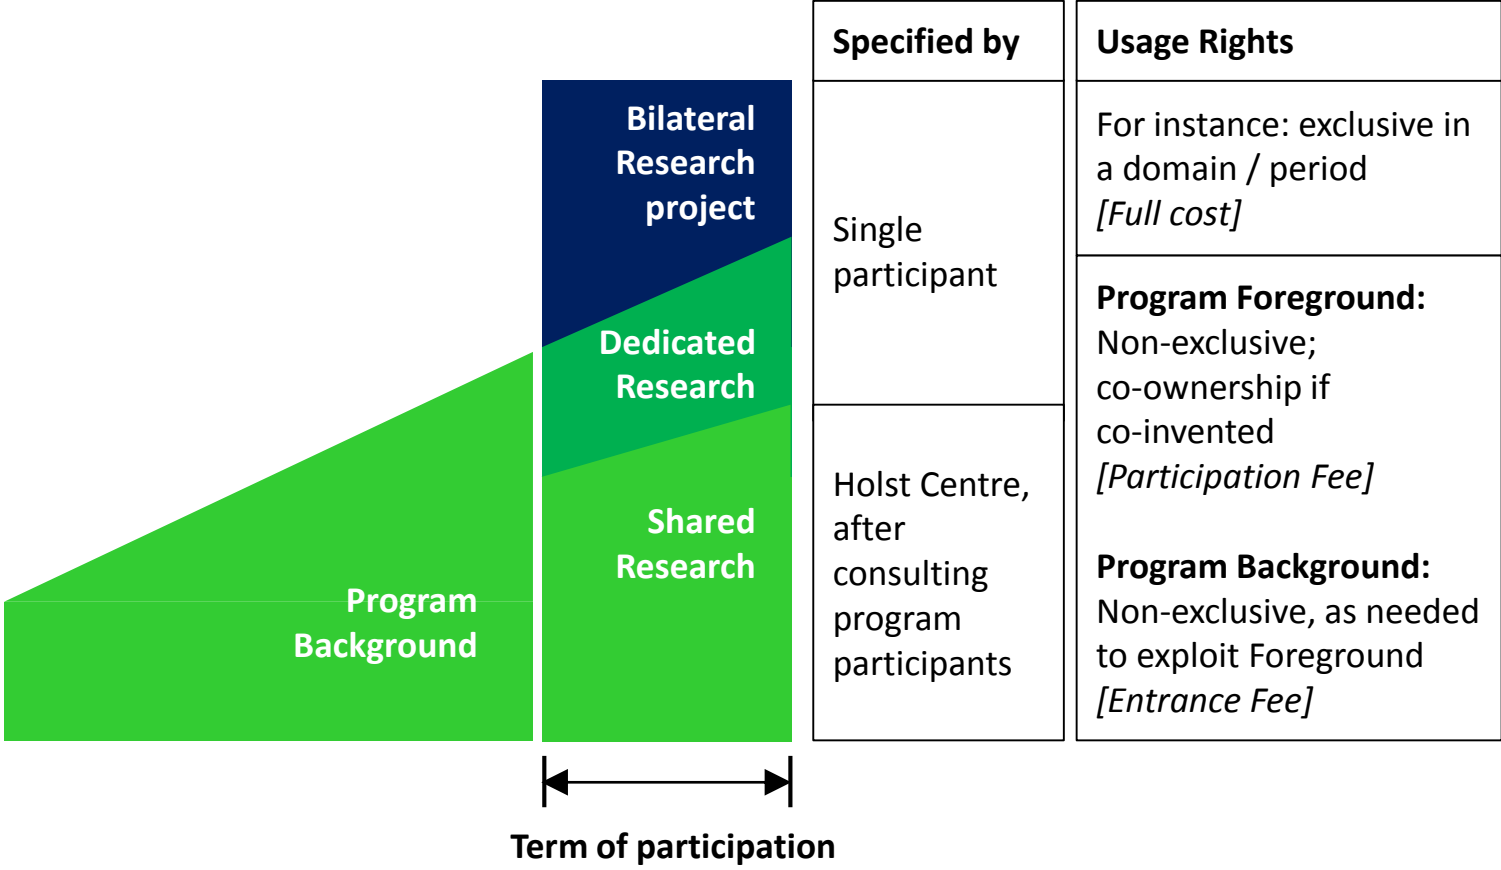 Bilateral
Research
project
Dedicated
Research
Shared
Research
Program
Background
Term of participation
Specified by
Single
participant
Holst Centre,
after
consulting
program
participants
Usage Rights
For instance: exclusive in
a domain / period
[Full cost]
Program Foreground:
Non-exclusive;
co-ownership if
co-invented
[Participation Fee]
Program Background:
Non-exclusive, as needed
to exploit Foreground
[Entrance Fee]